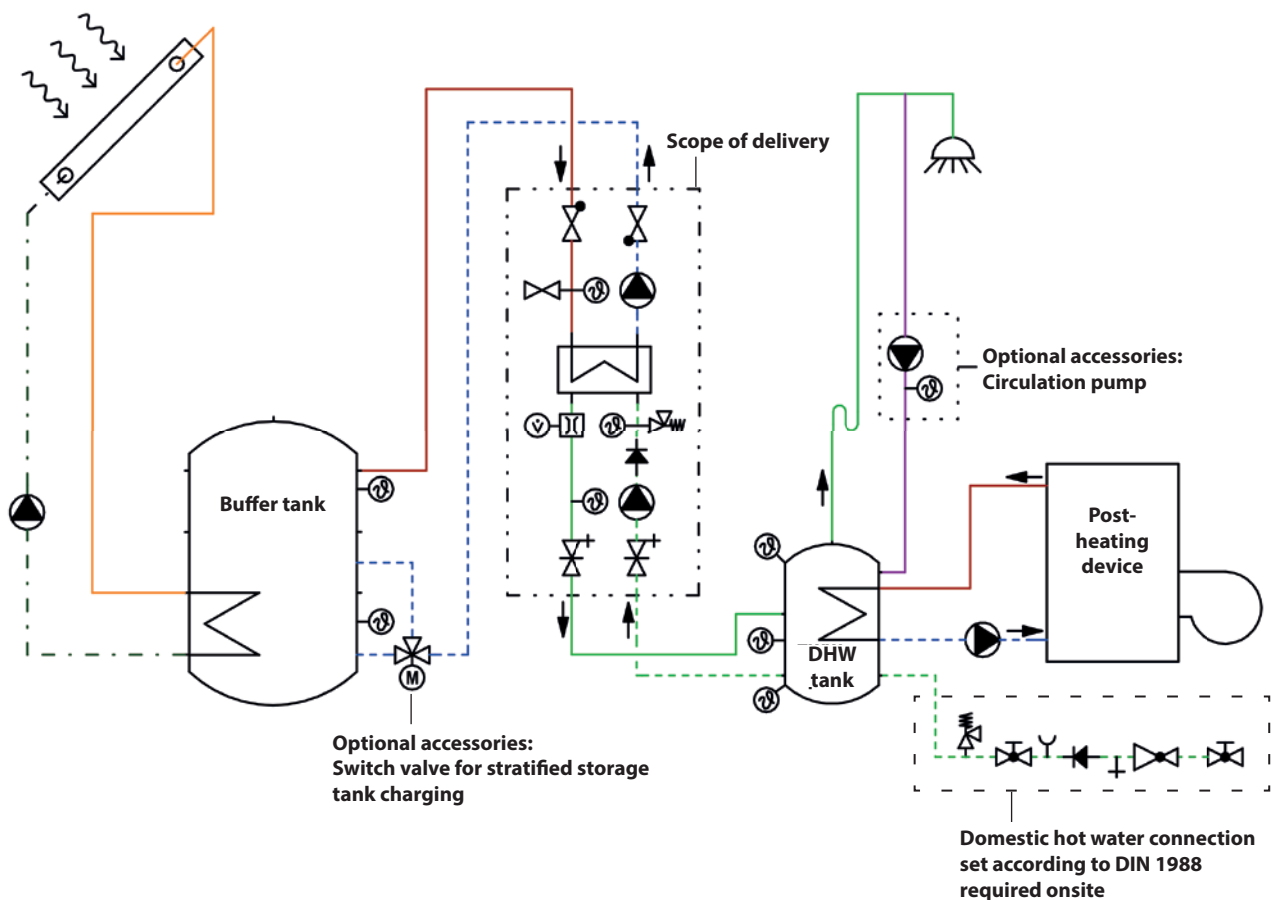 Scope of delivery
Optional accessories:
Circulation pump
ϑ
ϑ
V̇
ϑ
ϑ
Buffer tank
ϑ
ϑ
Post-
heating
device
ϑ
ϑ
ϑ
DHW
tank
ϑ
M
Optional accessories:
Switch valve for stratified storage
tank charging
Domestic hot water connection
set according to DIN 1988
required onsite